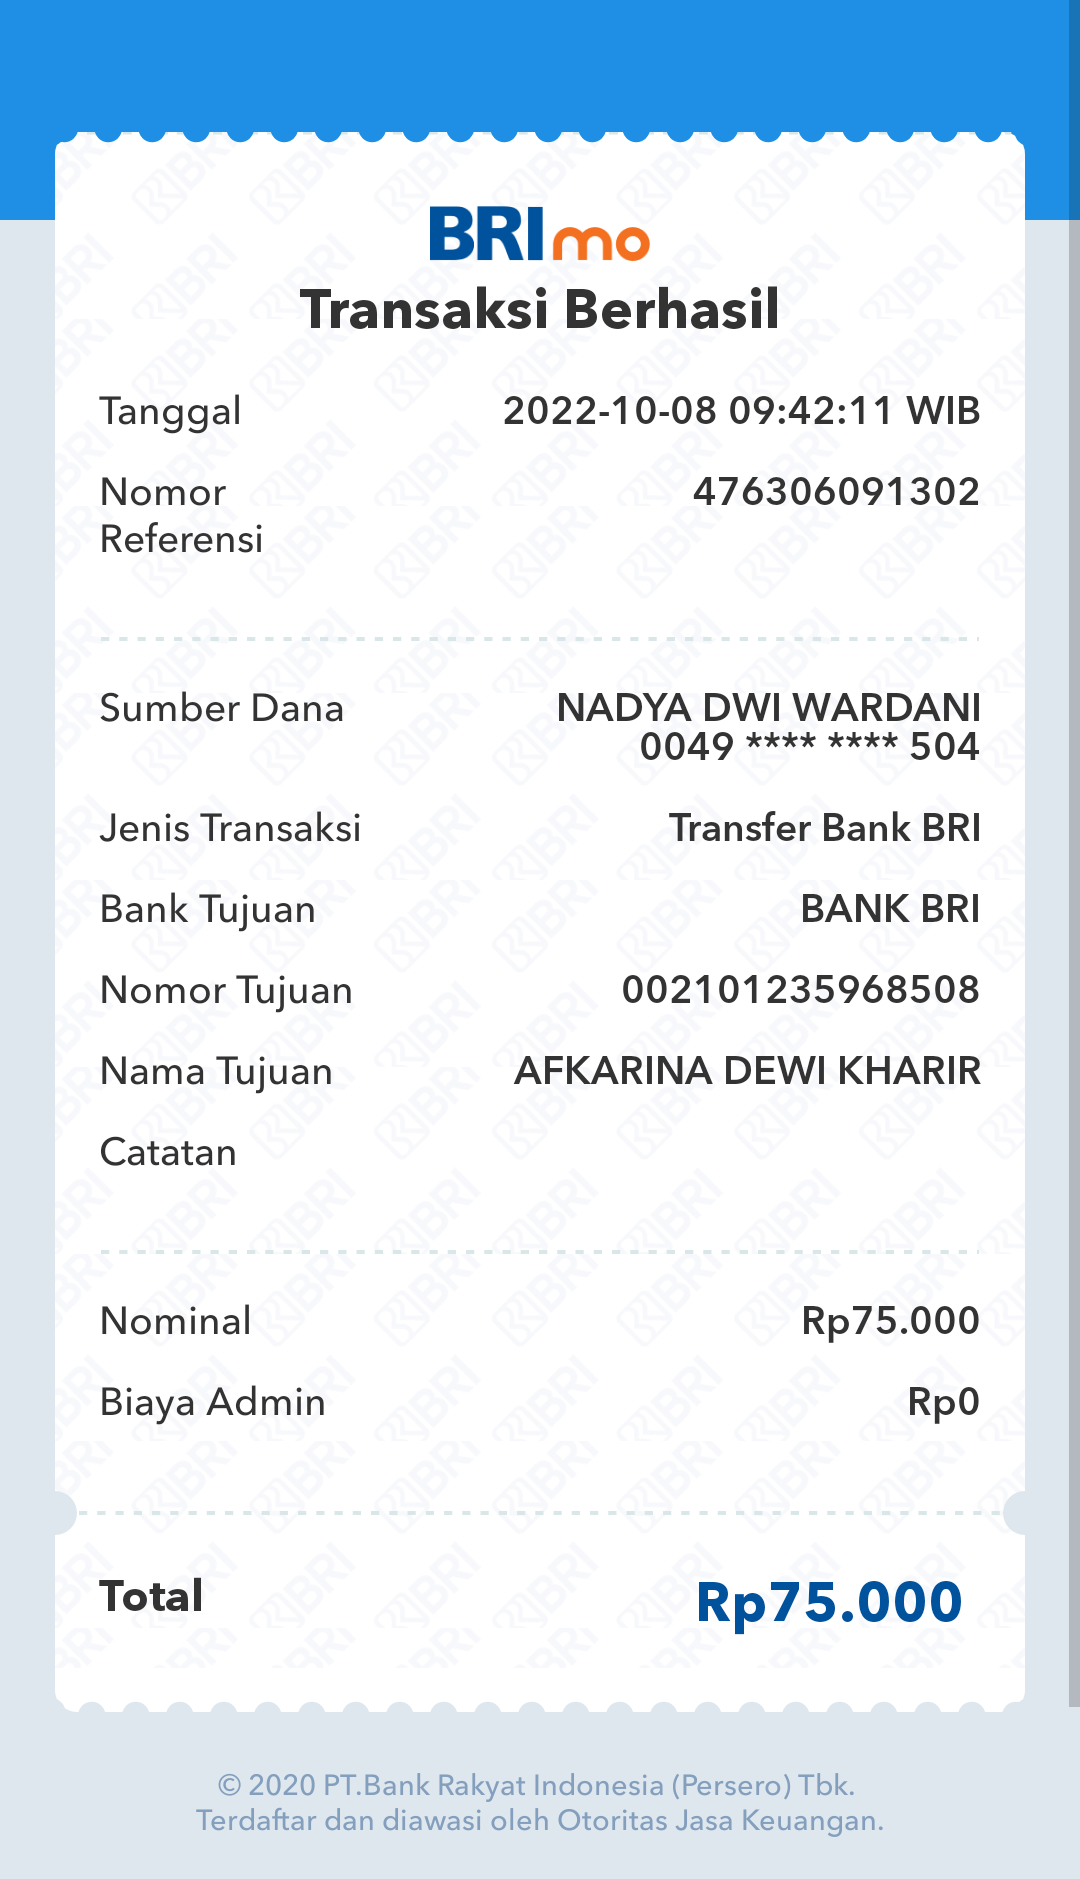 BRImo
Transaksi Berhasil
Tanggal 2022-10-08 09:42:11 WIB
Nomor Referensi 476306091302
Sumber Dana NADYA DWI WARDANI
0049 **** **** 504
Jenis Transaksi Transfer Bank BRI
Bank Tujuan BANK BRI
Nomor Tujuan 002101235968508
Nama Tujuan AFKARINA DEWI KHARIR
Catatan
Nominal Rp75.000
Biaya Admin Rp0
Total Rp75.000
© 2020 PT.Bank Rakyat Indonesia (Persero) Tbk.
Terdaftar dan diawasi oleh Otoritas Jasa Keuangan.